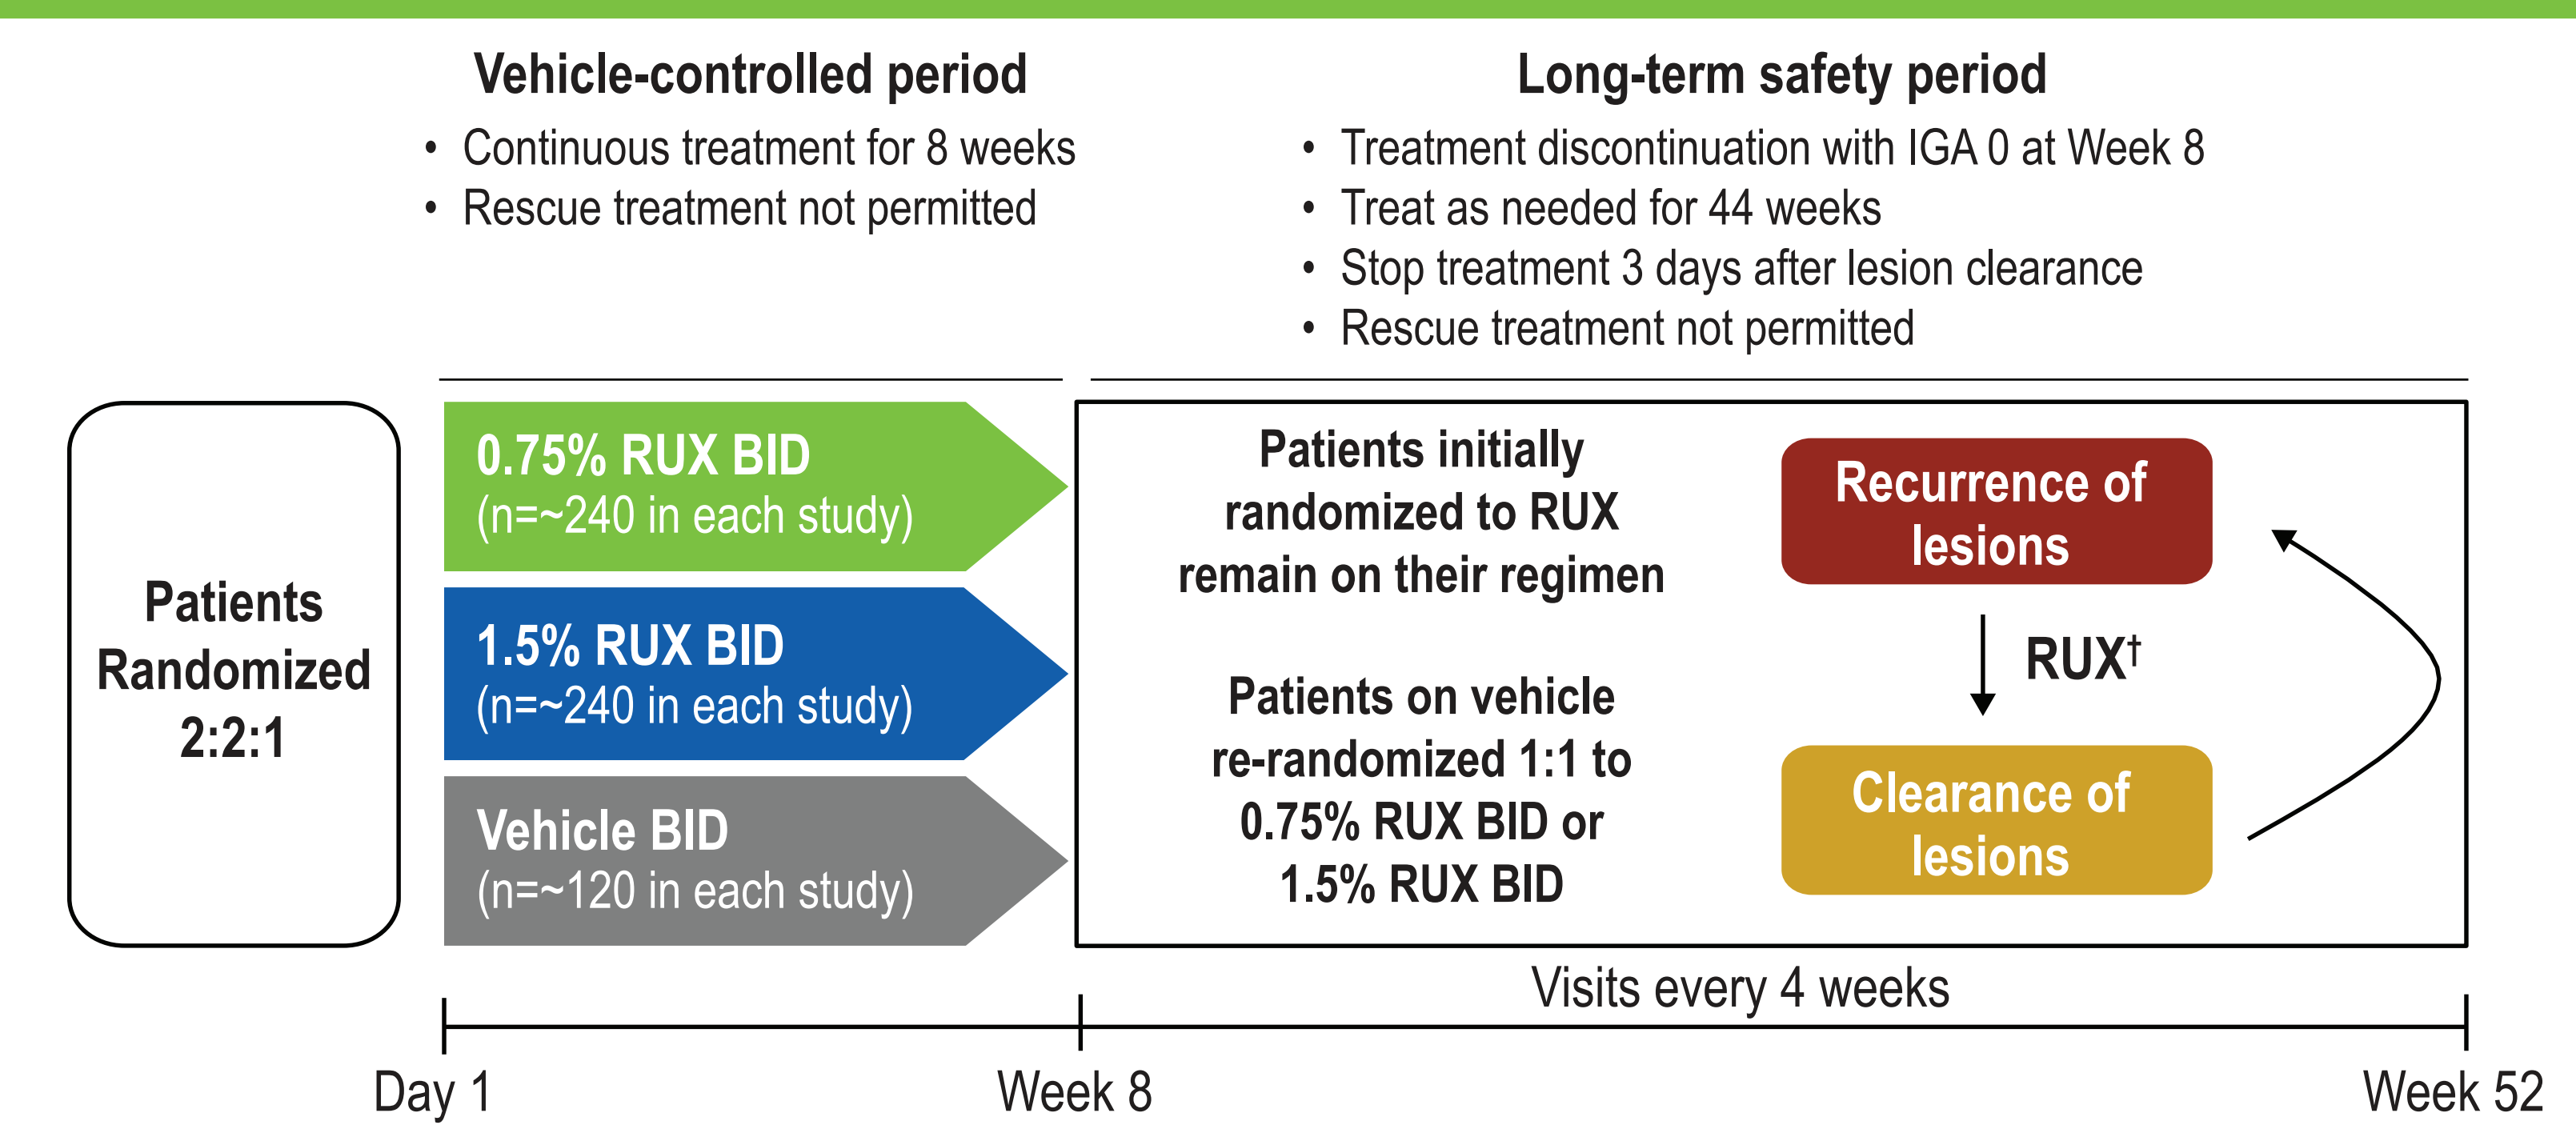 Vehicle-controlled period
• Continuous treatment for 8 weeks
• Rescue treatment not permitted
Long-term safety period
• Treatment discontinuation with IGA 0 at Week 8
• Treat as needed for 44 weeks
• Stop treatment 3 days after lesion clearance
• Rescue treatment not permitted
Patients
Randomized
2:2:1
0.75% RUX BID
(n=~240 in each study)
1.5% RUX BID
(n=~240 in each study)
Vehicle BID
(n=~120 in each study)
Patients initially
randomized to RUX
remain on their regimen
Patients on vehicle
re-randomized 1:1 to
0.75% RUX BID or
1.5% RUX BID
Recurrence of
lesions
RUX†
Clearance of
lesions
Visits every 4 weeks
Day 1
Week 8
Week 52